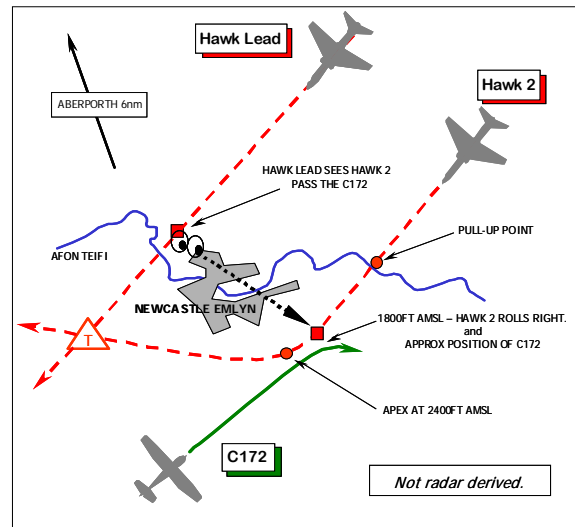 Hawk Lead
Hawk 2
ABERPORTH 6nm
HAWK LEAD SEES HAWK 2
PASS THE C172
PULL-UP POINT
AFON TEIFI
NEWCASTLE EMLYN
1800FT AMSL – HAWK 2 ROLLS RIGHT.
and
APPROX POSITION OF C172
T
APEX AT 2400FT AMSL
C172
Not radar derived.